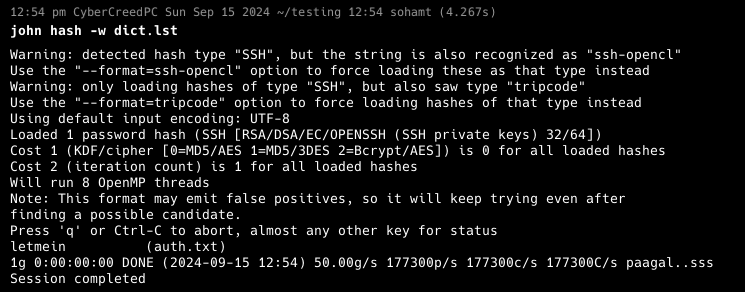 12:54 pm CyberCreedPC Sun Sep 15 2024 ~/testing 12:54 sohamt (4.267s)
john hash -w dict.lst
Warning: detected hash type "SSH", but the string is also recognized as "ssh-opencl"
Use the "--format=ssh-opencl" option to force loading these as that type instead
Warning: only loading hashes of type "SSH", but also saw type "tripcode"
Use the "--format=tripcode" option to force loading hashes of that type instead
Using default input encoding: UTF-8
Loaded 1 password hash (SSH [RSA/DSA/EC/OPENSSH (SSH private keys) 32/64])
Cost 1 (KDF/cipher [0=MD5/AES 1=MD5/3DES 2=Bcrypt/AES]) is 0 for all loaded hashes
Cost 2 (iteration count) is 1 for all loaded hashes
Will run 8 OpenMP threads
Note: This format may emit false positives, so it will keep trying even after
finding a possible candidate.
Press 'q' or Ctrl-C to abort, almost any other key for status
letmein          (auth.txt)
1g 0:00:00:00 DONE (2024-09-15 12:54) 50.00g/s 177300p/s 177300c/s 177300C/s paagal..sss
Session completed